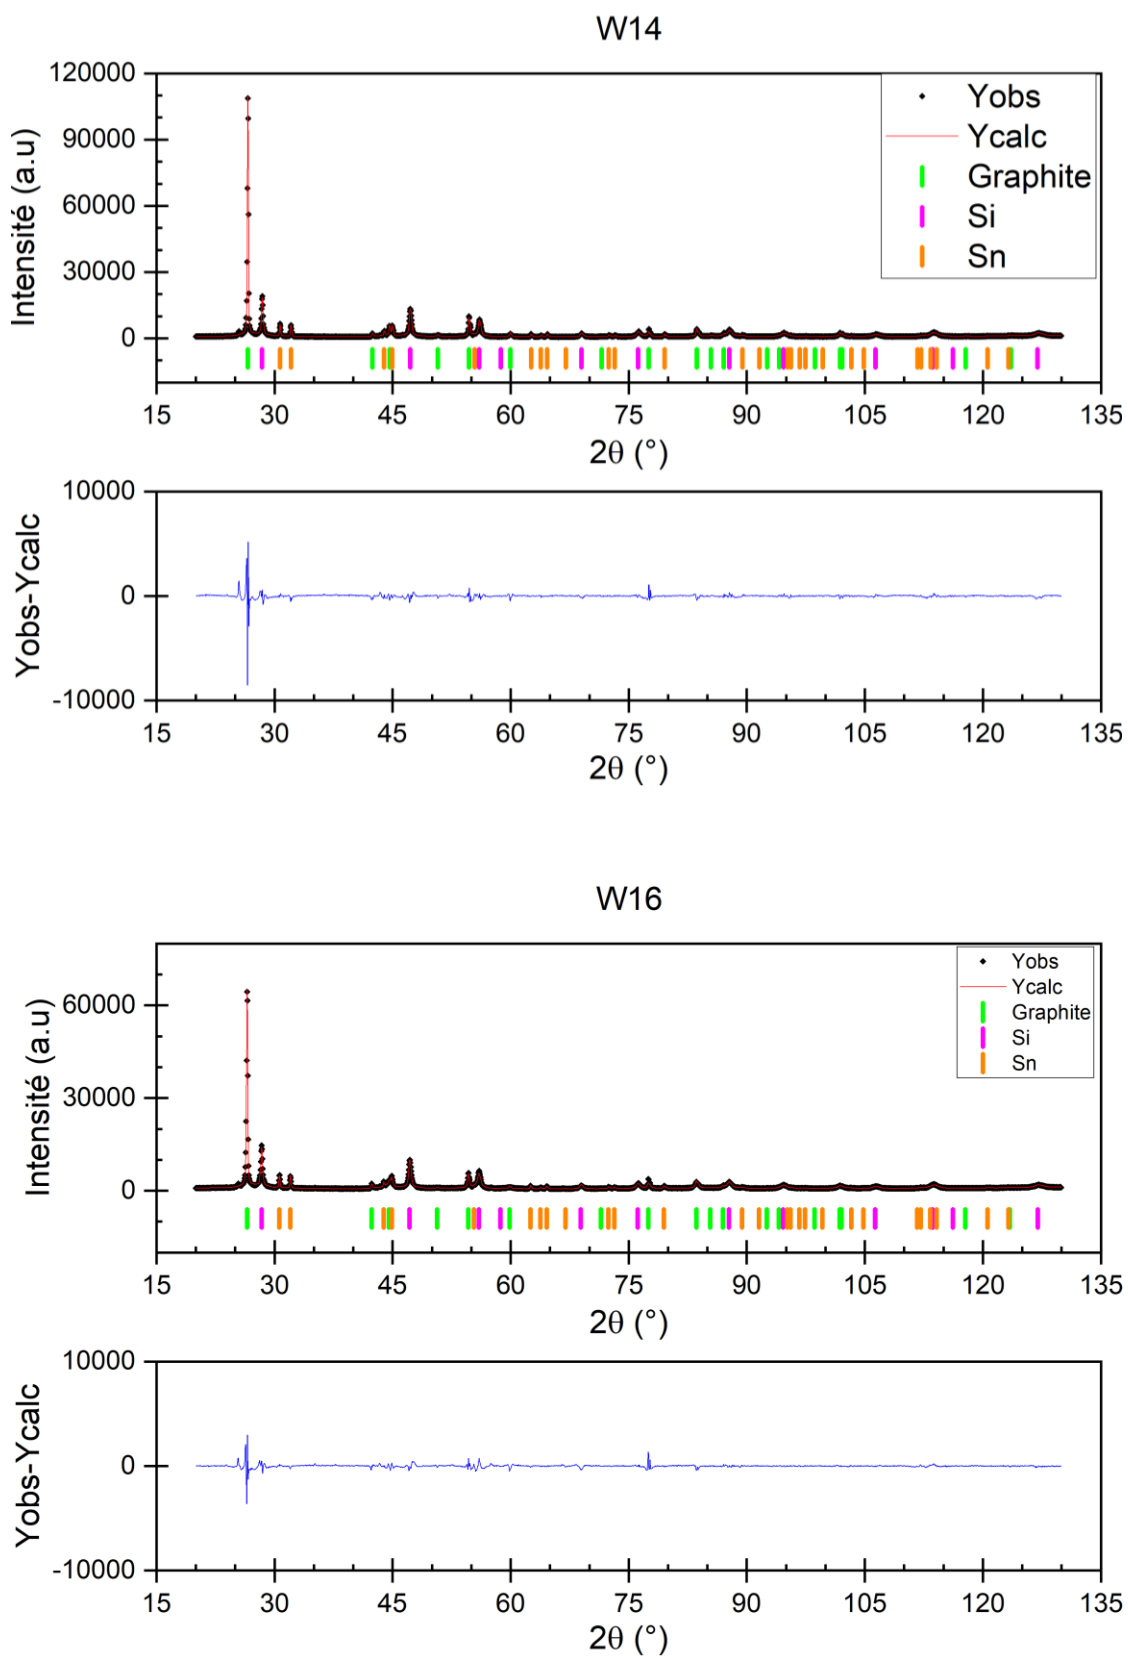 W14
120000
90000
60000
30000
0
Intensité (a.u)
Yobs
Ycalc
Graphite
Si
Sn
15 30 45 60 75 90 105 120 135
2θ (°)
10000
0
-10000
Yobs-Ycalc
15 30 45 60 75 90 105 120 135
2θ (°)
W16
60000
30000
0
Intensité (a.u)
Yobs
Ycalc
Graphite
Si
Sn
15 30 45 60 75 90 105 120 135
2θ (°)
10000
0
-10000
Yobs-Ycalc
15 30 45 60 75 90 105 120 135
2θ (°)